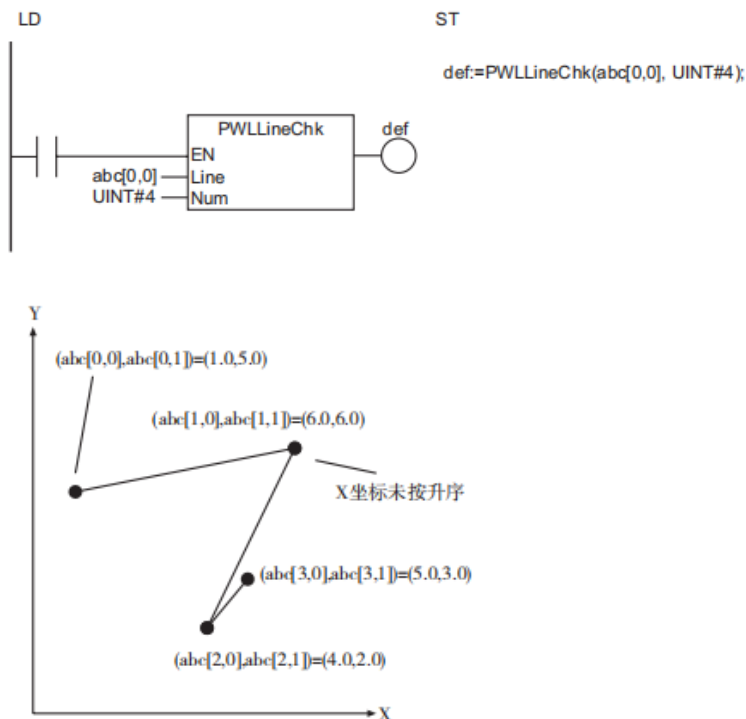 LD
ST
def:=PWLLineChk(abc[0,0], UINT#4);
PWLLineChk
def
EN
abc[0,0]
Line
UINT#4
Num
Y
(abc[0,0],abc[0,1])=(1.0,5.0)
(abc[1,0],abc[1,1])=(6.0,6.0)
X坐标未按升序
(abc[3,0],abc[3,1])=(5.0,3.0)
(abc[2,0],abc[2,1])=(4.0,2.0)
X